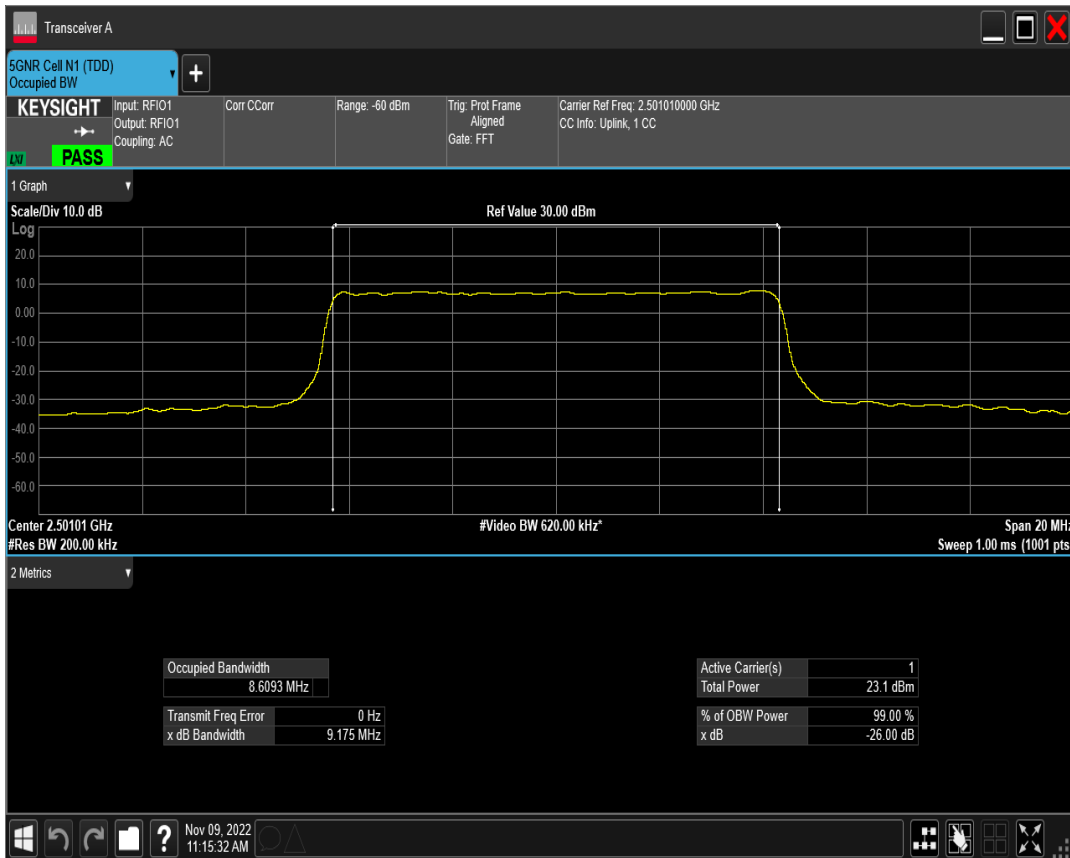 Transceiver A
5GNR Cell N1 (TDD)
Occupied BW
+
KEYSIGHT
LXI
PASS
Input: RFIO1
Output: RFIO1
Coupling: AC
Corr CCorr
Range: -60 dBm
Trig: Prot Frame
Aligned
Gate: FFT
Carrier Ref Freq: 2.501010000 GHz
CC Info: Uplink, 1 CC
1 Graph
Scale/Div 10.0 dB
Ref Value 30.00 dBm
Log
20.0
10.0
0.00
-10.0
-20.0
-30.0
-40.0
-50.0
-60.0
Center 2.50101 GHz
#Video BW 620.00 kHz*
Span 20 MHz
#Res BW 200.00 kHz
Sweep 1.00 ms (1001 pts
2 Metrics
Occupied Bandwidth
8.6093 MHz
Transmit Freq Error 0 Hz
x dB Bandwidth 9.175 MHz
Active Carrier(s) 1
Total Power 23.1 dBm
% of OBW Power 99.00 %
x dB -26.00 dB
?
Nov 09, 2022
11:15:32 AM